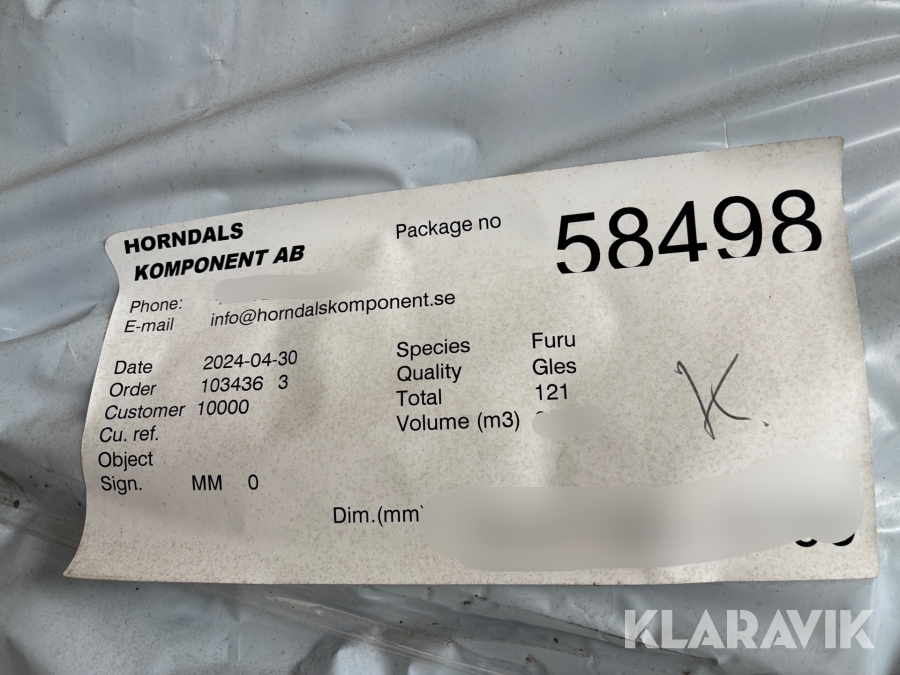 HORNDALS
KOMPONENT AB
Package no 58498
Phone:
E-mail info@horndalskomponent.se
Date 2024-04-30
Order 103436 3
Customer 10000
Cu. ref.
Object
Sign. MM 0
Species Furu
Quality Gles
Total 121
Volume (m3)
K.
Dim.(mm
KLARAVIK